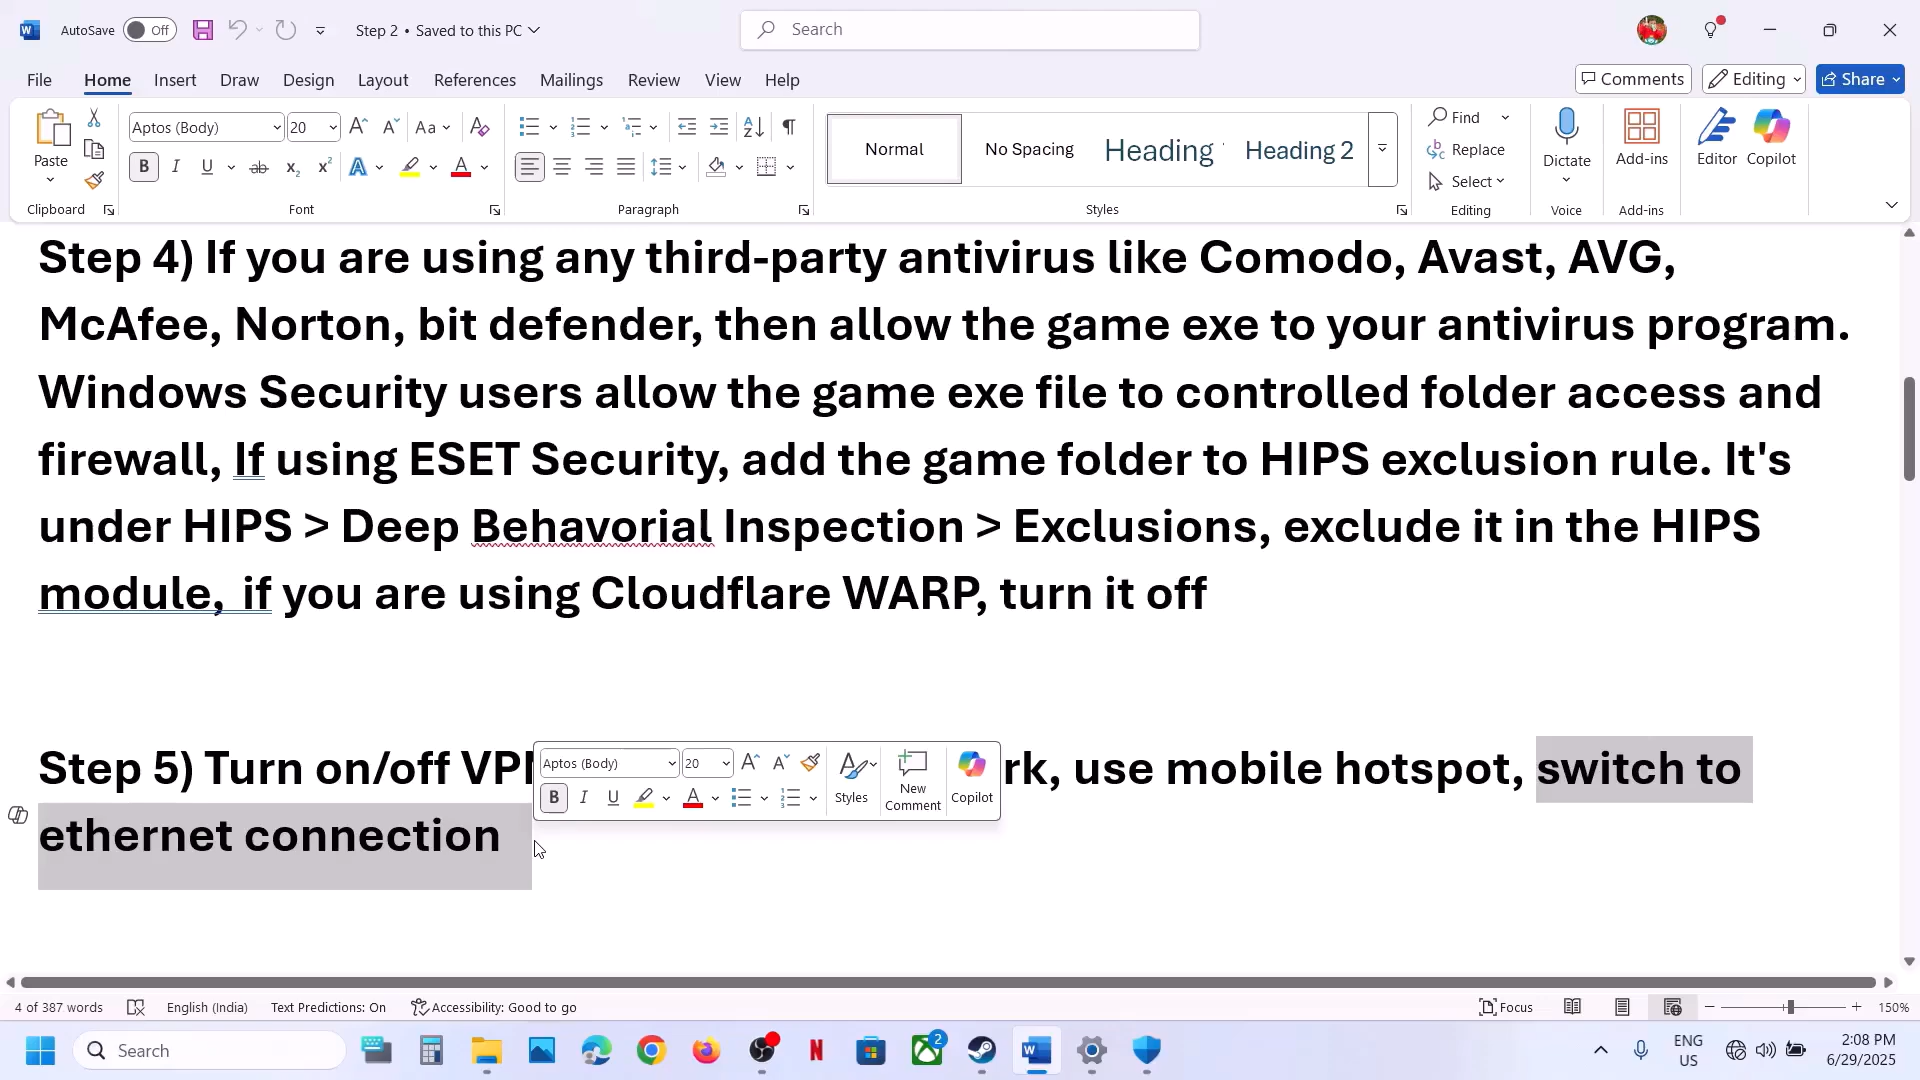 AutoSave Off Step 2 • Saved to this PC Search
File Home Insert Draw Design Layout References Mailings Review View Help Comments Editing Share
Paste Clipboard
Aptos (Body) 20 Aa
B I U ab x₂ x² A A
Font
Paragraph
Normal No Spacing Heading Heading 2
Styles
Find
Replace
Select
Editing
Dictate
Voice
Add-ins
Add-ins
Editor Copilot
Step 4) If you are using any third-party antivirus like Comodo, Avast, AVG,
McAfee, Norton, bit defender, then allow the game exe to your antivirus program.
Windows Security users allow the game exe file to controlled folder access and
firewall, If using ESET Security, add the game folder to HIPS exclusion rule. It's
under HIPS > Deep Behavorial Inspection > Exclusions, exclude it in the HIPS
module, if you are using Cloudflare WARP, turn it off
Step 5) Turn on/off VPN rk, use mobile hotspot, switch to
ethernet connection
Aptos (Body) 20
B I U A
Styles
New Comment
Copilot
4 of 387 words English (India) Text Predictions: On Accessibility: Good to go Focus 150%
Search
ENG
US
2:08 PM
6/29/2025
2